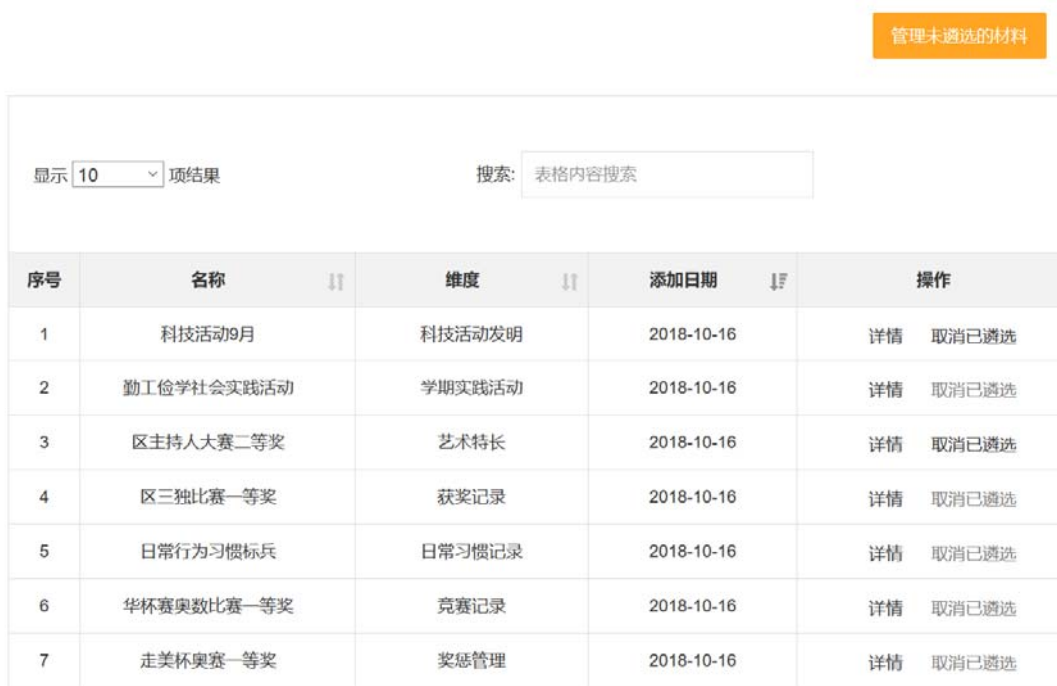 管理未遴选的材料
显示 10 项结果 搜索: 表格内容搜索
序号 名称 维度 添加日期 操作
1 科技活动9月 科技活动发明 2018-10-16 详情 取消已遴选
2 勤工俭学社会实践活动 学期实践活动 2018-10-16 详情 取消已遴选
3 区主持人大赛二等奖 艺术特长 2018-10-16 详情 取消已遴选
4 区三独比赛一等奖 获奖记录 2018-10-16 详情 取消已遴选
5 日常行为习惯标兵 日常习惯记录 2018-10-16 详情 取消已遴选
6 华杯赛奥数比赛一等奖 竞赛记录 2018-10-16 详情 取消已遴选
7 走美杯奥赛一等奖 奖惩管理 2018-10-16 详情 取消已遴选